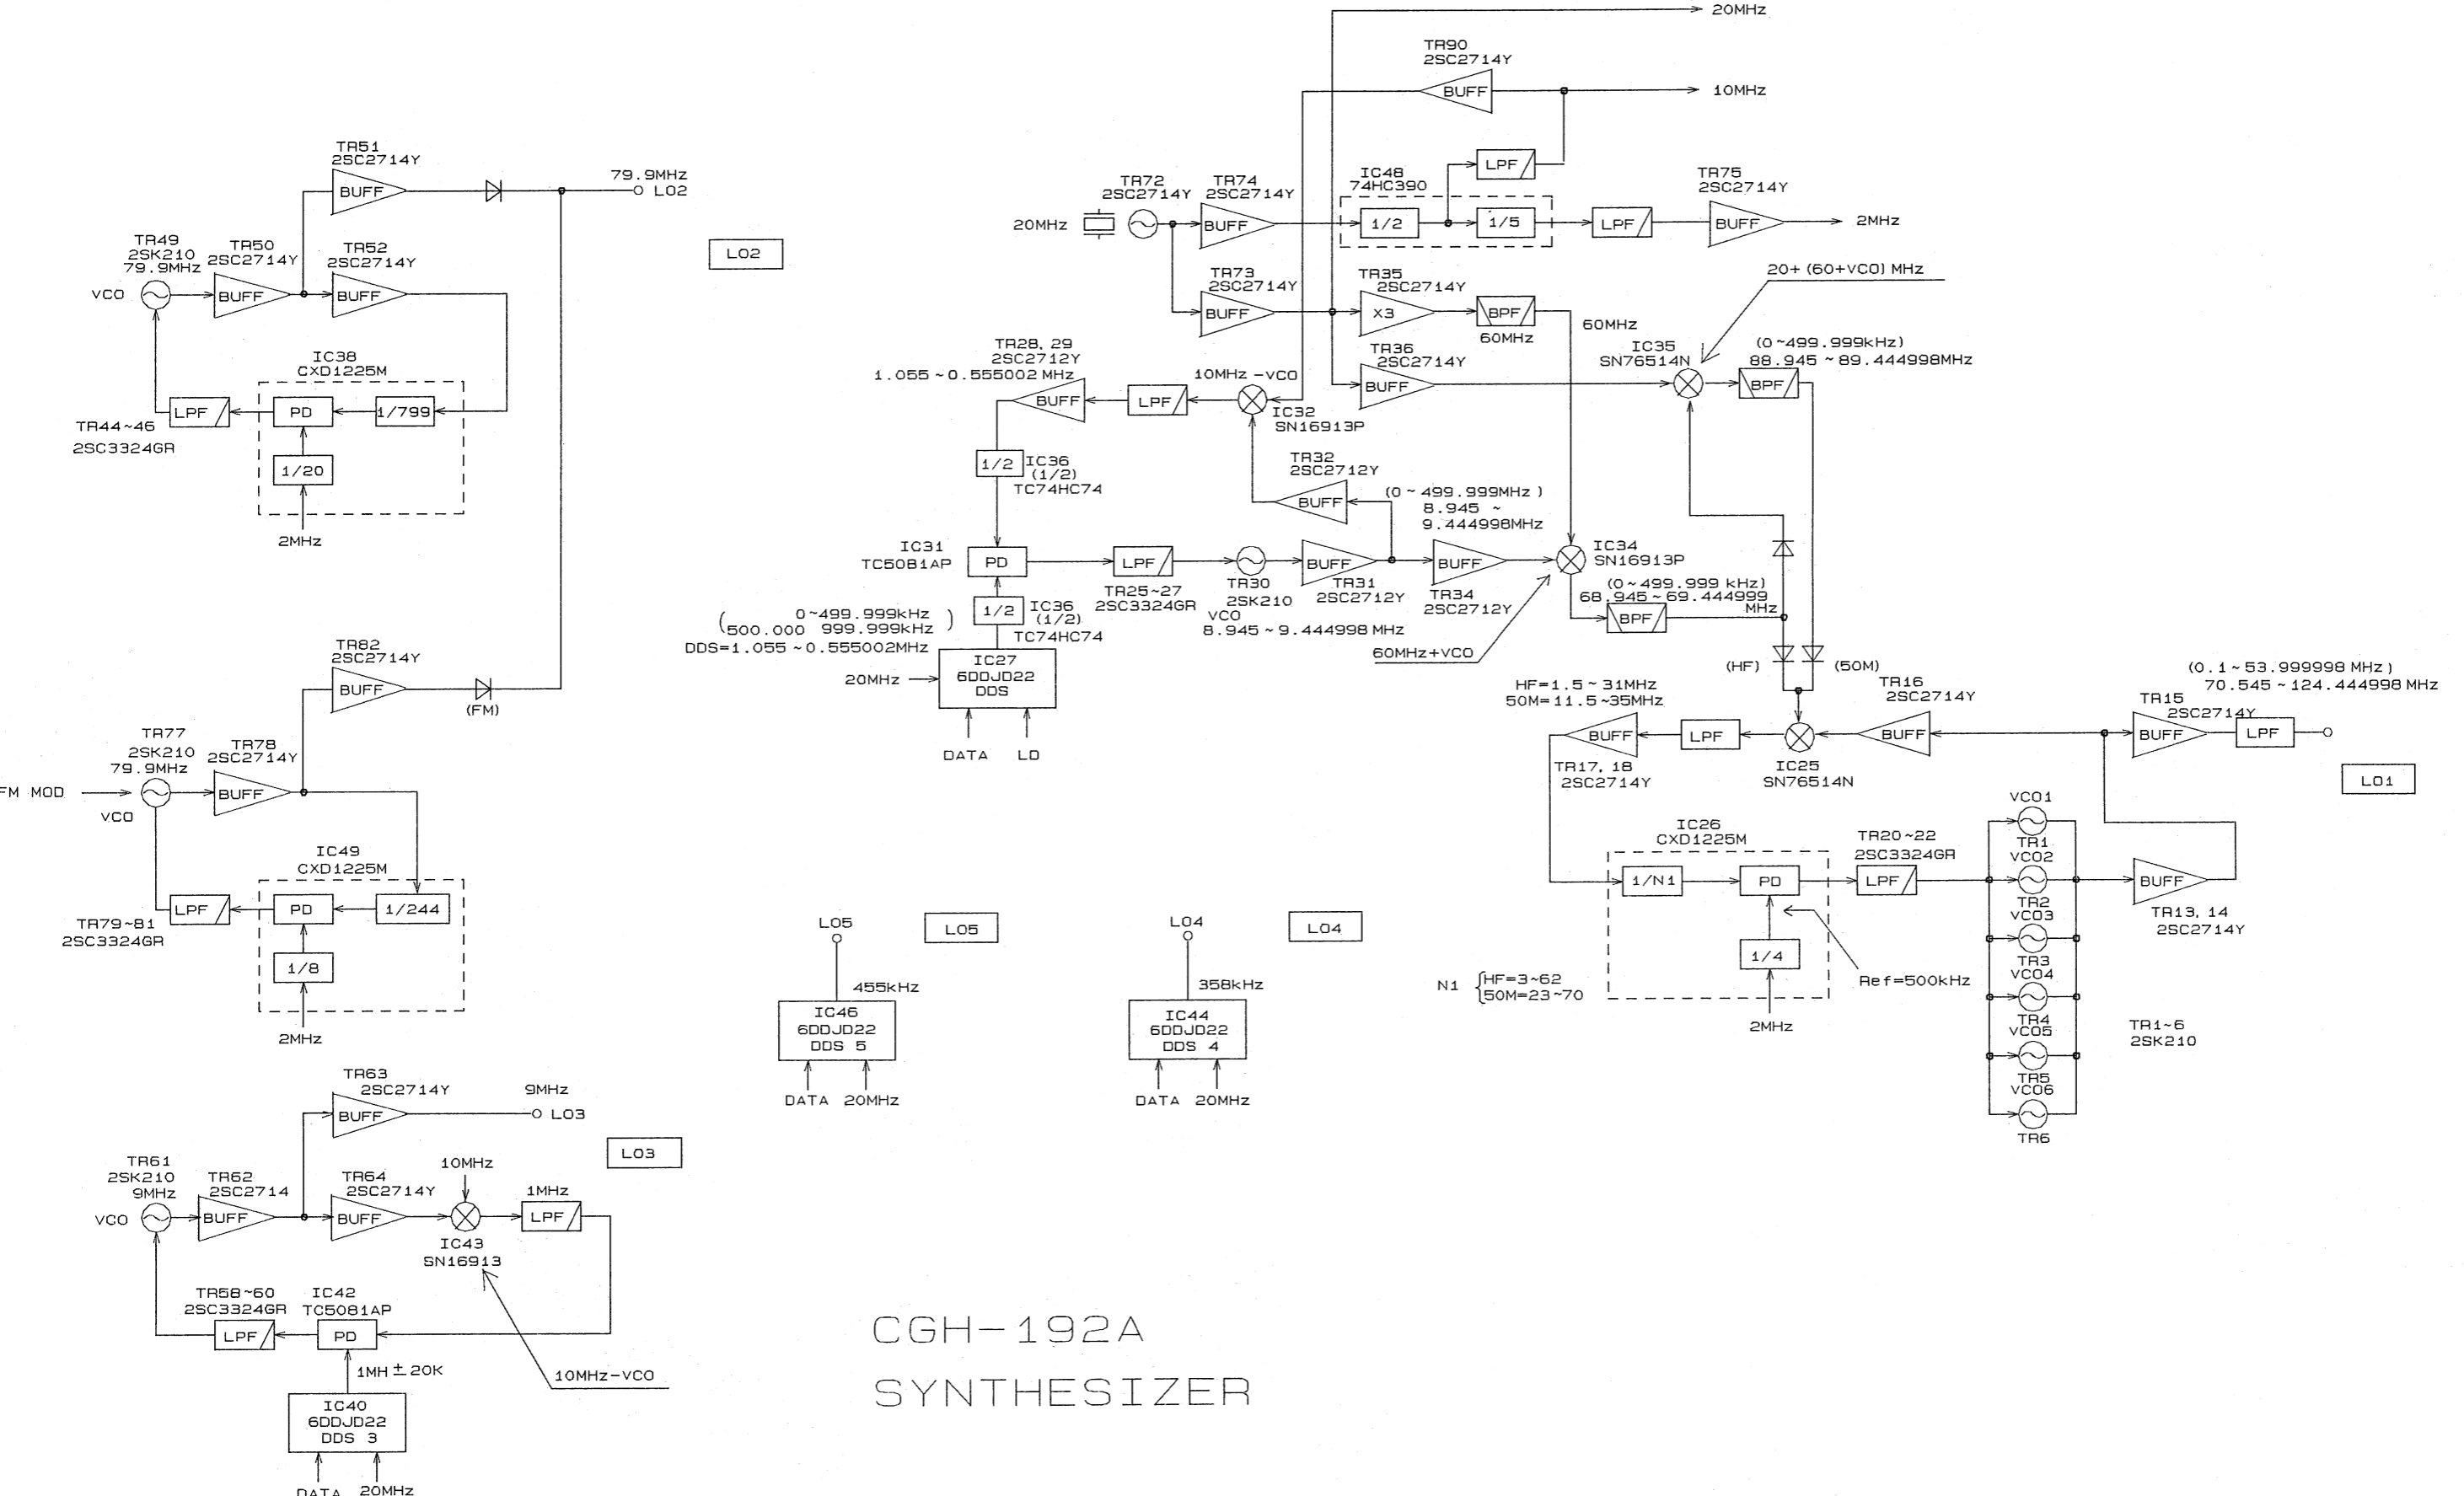 TR51
2SC2714Y
BUFF
79.9MHz
LO2
LO2
TR49
2SK210
79.9MHz
VCO
TR50
2SC2714Y
BUFF
TR52
2SC2714Y
BUFF
IC38
CXD1225M
LPF
PD
1/799
TR44~46
2SC3324GR
1/20
2MHz
TR82
2SC2714Y
BUFF
(FM)
TR77
2SK210
79.9MHz
FM MOD
VCO
TR78
2SC2714Y
BUFF
IC49
CXD1225M
LPF
PD
1/244
TR79~81
2SC3324GR
1/8
2MHz
TR63
2SC2714Y
BUFF
9MHz
LO3
LO3
TR61
2SK210
9MHz
VCO
TR62
2SC2714
BUFF
TR64
2SC2714Y
BUFF
10MHz
IC43
SN16913
1MHz
LPF
TR58~60
2SC3324GR
LPF
IC42
TC5081AP
PD
1MH±20K
10MHz-VCO
IC40
6DDJD22
DDS 3
DATA 20MHz
20MHz
TR90
2SC2714Y
BUFF
10MHz
LPF
TR72
2SC2714Y
20MHz
TR74
2SC2714Y
BUFF
IC48
74HC390
1/2
1/5
LPF
TR75
2SC2714Y
BUFF
2MHz
TR73
2SC2714Y
BUFF
TR35
2SC2714Y
X3
BPF
60MHz
60MHz
20+(60+VCO)MHz
TR36
2SC2714Y
BUFF
IC35
SN76514N
(0~499.999kHz)
88.945~89.444998MHz
BPF
TR28,29
2SC2712Y
1.055~0.555002MHz
BUFF
LPF
10MHz-VCO
IC32
SN16913P
1/2
IC36
(1/2)
TC74HC74
TR32
2SC2712Y
BUFF
(0~499.999MHz)
8.945~
9.444998MHz
IC31
TC5081AP
PD
LPF
TR25~27
2SC3324GR
TR30
2SK210
VCO
8.945~9.444998MHz
BUFF
TR31
2SC2712Y
BUFF
TR34
2SC2712Y
IC34
SN16913P
(0~499.999 kHz)
68.945~69.444999
MHz
BPF
60MHz+VCO
1/2
IC36
(1/2)
TC74HC74
(0~499.999kHz
500.000 999.999kHz)
DDS=1.055~0.555002MHz
20MHz
IC27
6DDJD22
DDS
DATA LD
(HF)
(50M)
HF=1.5~31MHz
50M=11.5~35MHz
BUFF
TR17,18
2SC2714Y
LPF
IC25
SN76514N
TR16
2SC2714Y
BUFF
(0.1~53.999998MHz)
70.545~124.444998MHz
TR15
2SC2714Y
BUFF
LPF
LO1
IC26
CXD1225M
1/N1
PD
TR20~22
2SC3324GR
LPF
1/4
2MHz
Ref=500kHz
N1
HF=3~62
50M=23~70
VCO1
TR1
VCO2
TR2
VCO3
TR3
VCO4
TR4
VCO5
TR5
VCO6
TR6
BUFF
TR13,14
2SC2714Y
TR1~6
2SK210
LO5
LO5
455kHz
IC46
6DDJD22
DDS 5
DATA 20MHz
LO4
LO4
358kHz
IC44
6DDJD22
DDS 4
DATA 20MHz
CGH-192A
SYNTHESIZER